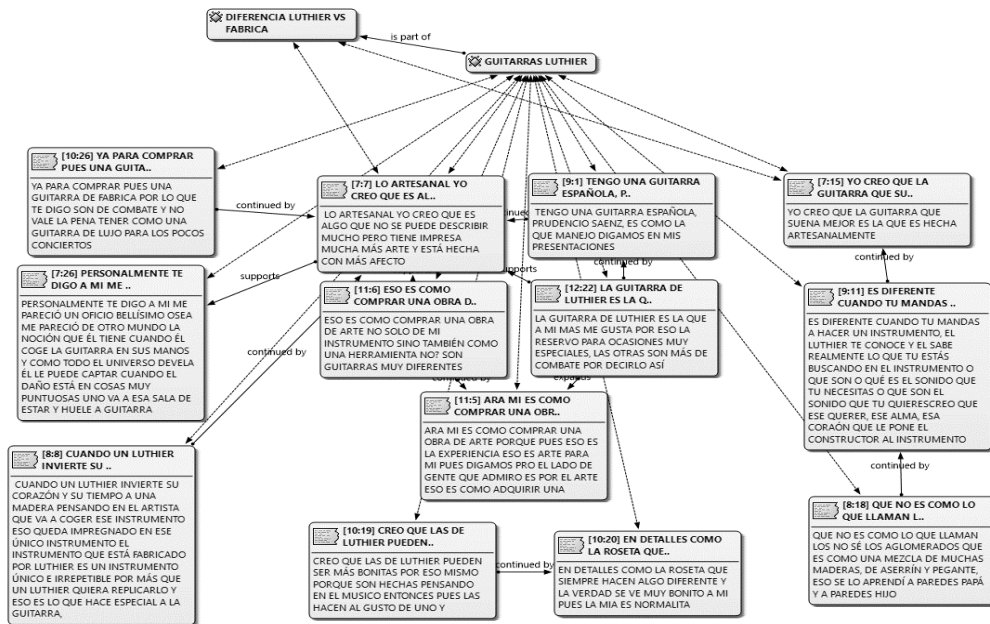 DIFERENCIA LUTHIER VS
FABRICA
is part of
GUITARRAS LUTHIER
[10:26] YA PARA COMPRAR
PUES UNA GUITA..
YA PARA COMPRAR PUES UNA
GUITARRA DE FABRICA POR LO QUE
TE DIGO SON DE COMBATE Y NO
VALE LA PENA TENER COMO UNA
GUITARRA DE LUJO PARA LOS POCOS
CONCIERTOS
continued by
[7:7] LO ARTESANAL YO
CREO QUE ES AL..
LO ARTESANAL YO CREO QUE ES
ALGO QUE NO SE PUEDE DESCRIBIR
MUCHO PERO TIENE IMPRESA
MUCHA MÁS ARTE Y ESTÁ HECHA
CON MÁS AFECTO
[9:1] TENGO UNA GUITARRA
ESPAÑOLA, P..
TENGO UNA GUITARRA ESPAÑOLA,
PRUDENCIO SAENZ, ES COMO LA
QUE MANEJO DIGAMOS EN MIS
PRESENTACIONES
continued by
[7:15] YO CREO QUE LA
GUITARRA QUE SU..
YO CREO QUE LA GUITARRA QUE
SUENA MEJOR ES LA QUE ES HECHA
ARTESANALMENTE
[7:26] PERSONALMENTE TE
DIGO A MI ME ..
PERSONALMENTE TE DIGO A MI ME
PARECIÓ UN OFICIO BELLÍSIMO OSEA
ME PARECIÓ DE OTRO MUNDO LA
NOCIÓN QUE ÉL TIENE CUANDO ÉL
COGE LA GUITARRA EN SUS MANOS
Y COMO TODO EL UNIVERSO DEVELA
ÉL LE PUEDE CAPTAR CUANDO EL
DAÑO ESTÁ EN COSAS MUY
PUNTUOSAS UNO VA A ESA SALA DE
ESTAR Y HUELE A GUITARRA
supports
[11:6] ESO ES COMO
COMPRAR UNA OBRA D..
ESO ES COMO COMPRAR UNA OBRA
DE ARTE NO SOLO DE MI
INSTRUMENTO SINO TAMBIÉN COMO
UNA HERRAMIENTA NO? SON
GUITARRAS MUY DIFERENTES
continued by
[12:22] LA GUITARRA DE
LUTHIER ES LA Q..
LA GUITARRA DE LUTHIER ES LA QUE
A MI MAS ME GUSTA POR ESO LA
RESERVO PARA OCASIONES MUY
ESPECIALES, LAS OTRAS SON MÁS DE
COMBATE POR DECIRLO ASÍ
expands
[9:11] ES DIFERENTE
CUANDO TU MANDAS ..
ES DIFERENTE CUANDO TU MANDAS
A HACER UN INSTRUMENTO, EL
LUTHIER TE CONOCE Y EL SABE
REALMENTE LO QUE TU ESTÁS
BUSCANDO EN EL INSTRUMENTO O
QUE SON O QUÉ ES EL SONIDO QUE
TU NECESITAS O QUE SON EL
SONIDO QUE TU QUIERESCREO QUE
ESE QUERER, ESE ALMA, ESA
CORAÓN QUE LE PONE EL
CONSTRUCTOR AL INSTRUMENTO
continued by
continued by
[11:5] ARA MI ES COMO
COMPRAR UNA OBR..
ARA MI ES COMO COMPRAR UNA
OBRA DE ARTE PORQUE PUES ESO ES
LA EXPERIENCIA ESO ES ARTE PARA
MI PUES DIGAMOS PRO EL LADO DE
GENTE QUE ADMIRO ES POR EL ARTE
ESO ES COMO ADQUIRIR UNA
[8:8] CUANDO UN LUTHIER
INVIERTE SU ..
CUANDO UN LUTHIER INVIERTE SU
CORAZÓN Y SU TIEMPO A UNA
MADERA PENSANDO EN EL ARTISTA
QUE VA A COGER ESE INSTRUMENTO
ESO QUEDA IMPREGNADO EN ESE
ÚNICO INSTRUMENTO EL
INSTRUMENTO QUE ESTÁ FABRICADO
POR LUTHIER ES UN INSTRUMENTO
ÚNICO E IRREPETIBLE POR MÁS QUE
UN LUTHIER QUIERA REPLICARLO Y
ESO ES LO QUE HACE ESPECIAL A LA
GUITARRA,
[10:19] CREO QUE LAS DE
LUTHIER PUEDEN..
CREO QUE LAS DE LUTHIER PUEDEN
SER MÁS BONITAS POR ESO MISMO
PORQUE SON HECHAS PENSANDO
EN EL MUSICO ENTONCES PUES LAS
HACEN AL GUSTO DE UNO Y
continued by
[10:20] EN DETALLES COMO
LA ROSETA QUE..
EN DETALLES COMO LA ROSETA QUE
SIEMPRE HACEN ALGO DIFERENTE Y
LA VERDAD SE VE MUY BONITO A MI
PUES LA MIA ES NORMALITA
[8:18] QUE NO ES COMO LO
QUE LLAMAN L..
QUE NO ES COMO LO QUE LLAMAN
LOS NO SÉ LOS AGLOMERADOS QUE
ES COMO UNA MEZCLA DE MUCHAS
MADERAS, DE ASERRÍN Y PEGANTE,
ESO SE LO APRENDÍ A PAREDES PAPÁ
Y A PAREDES HIJO